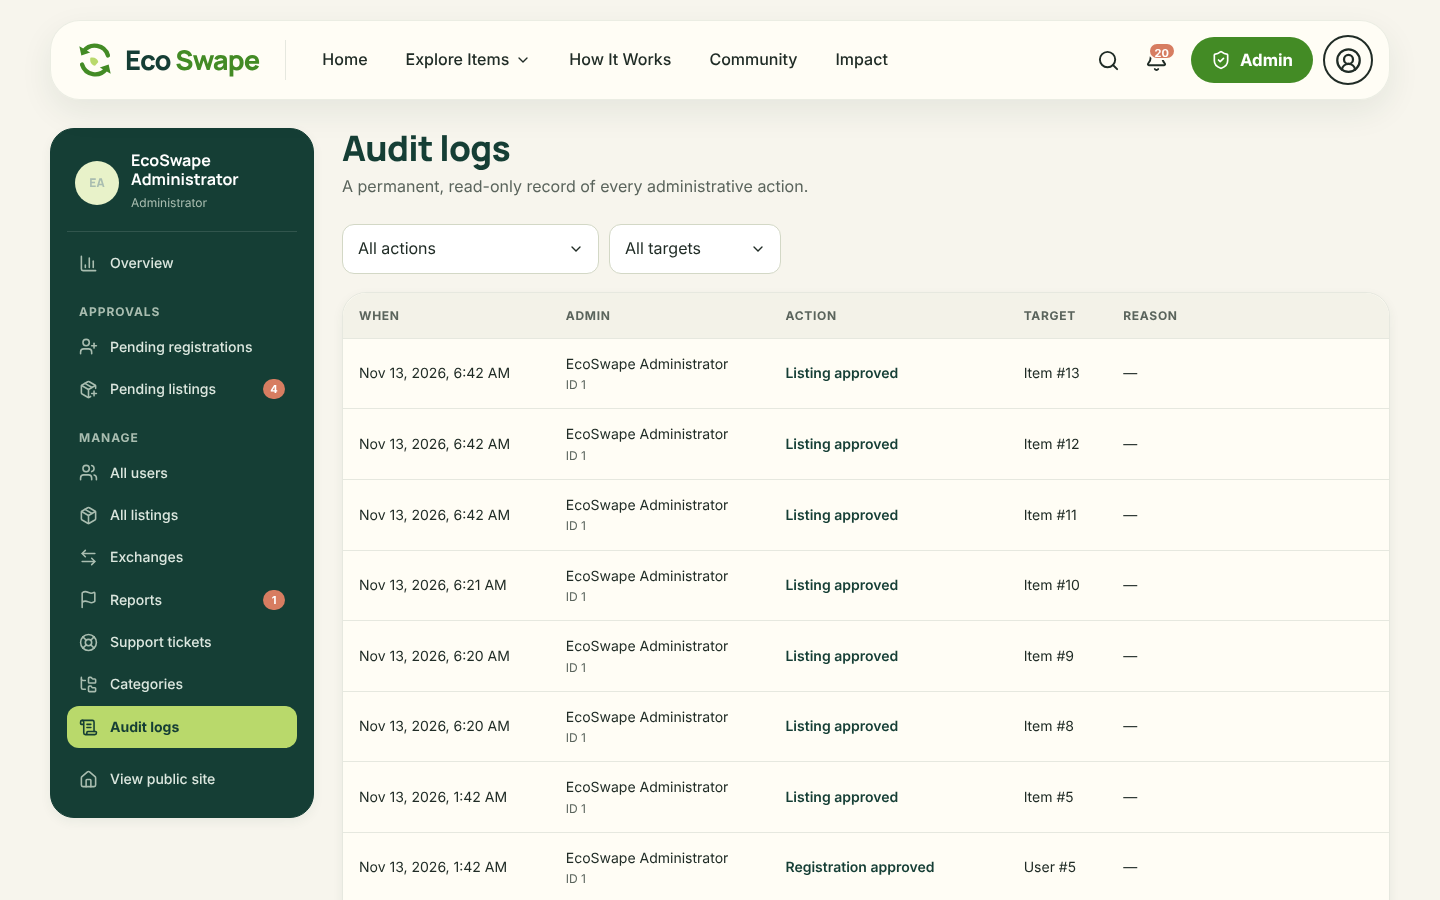 Eco Swape
Home
Explore Items
How It Works
Community
Impact
20
Admin
EA
EcoSwape
Administrator
Administrator
Overview
APPROVALS
Pending registrations
Pending listings 4
MANAGE
All users
All listings
Exchanges
Reports 1
Support tickets
Categories
Audit logs
View public site
Audit logs
A permanent, read-only record of every administrative action.
All actions
All targets
WHEN ADMIN ACTION TARGET REASON
Nov 13, 2026, 6:42 AM EcoSwape Administrator Listing approved Item #13 —
ID 1
Nov 13, 2026, 6:42 AM EcoSwape Administrator Listing approved Item #12 —
ID 1
Nov 13, 2026, 6:42 AM EcoSwape Administrator Listing approved Item #11 —
ID 1
Nov 13, 2026, 6:21 AM EcoSwape Administrator Listing approved Item #10 —
ID 1
Nov 13, 2026, 6:20 AM EcoSwape Administrator Listing approved Item #9 —
ID 1
Nov 13, 2026, 6:20 AM EcoSwape Administrator Listing approved Item #8 —
ID 1
Nov 13, 2026, 1:42 AM EcoSwape Administrator Listing approved Item #5 —
ID 1
Nov 13, 2026, 1:42 AM EcoSwape Administrator Registration approved User #5 —
ID 1